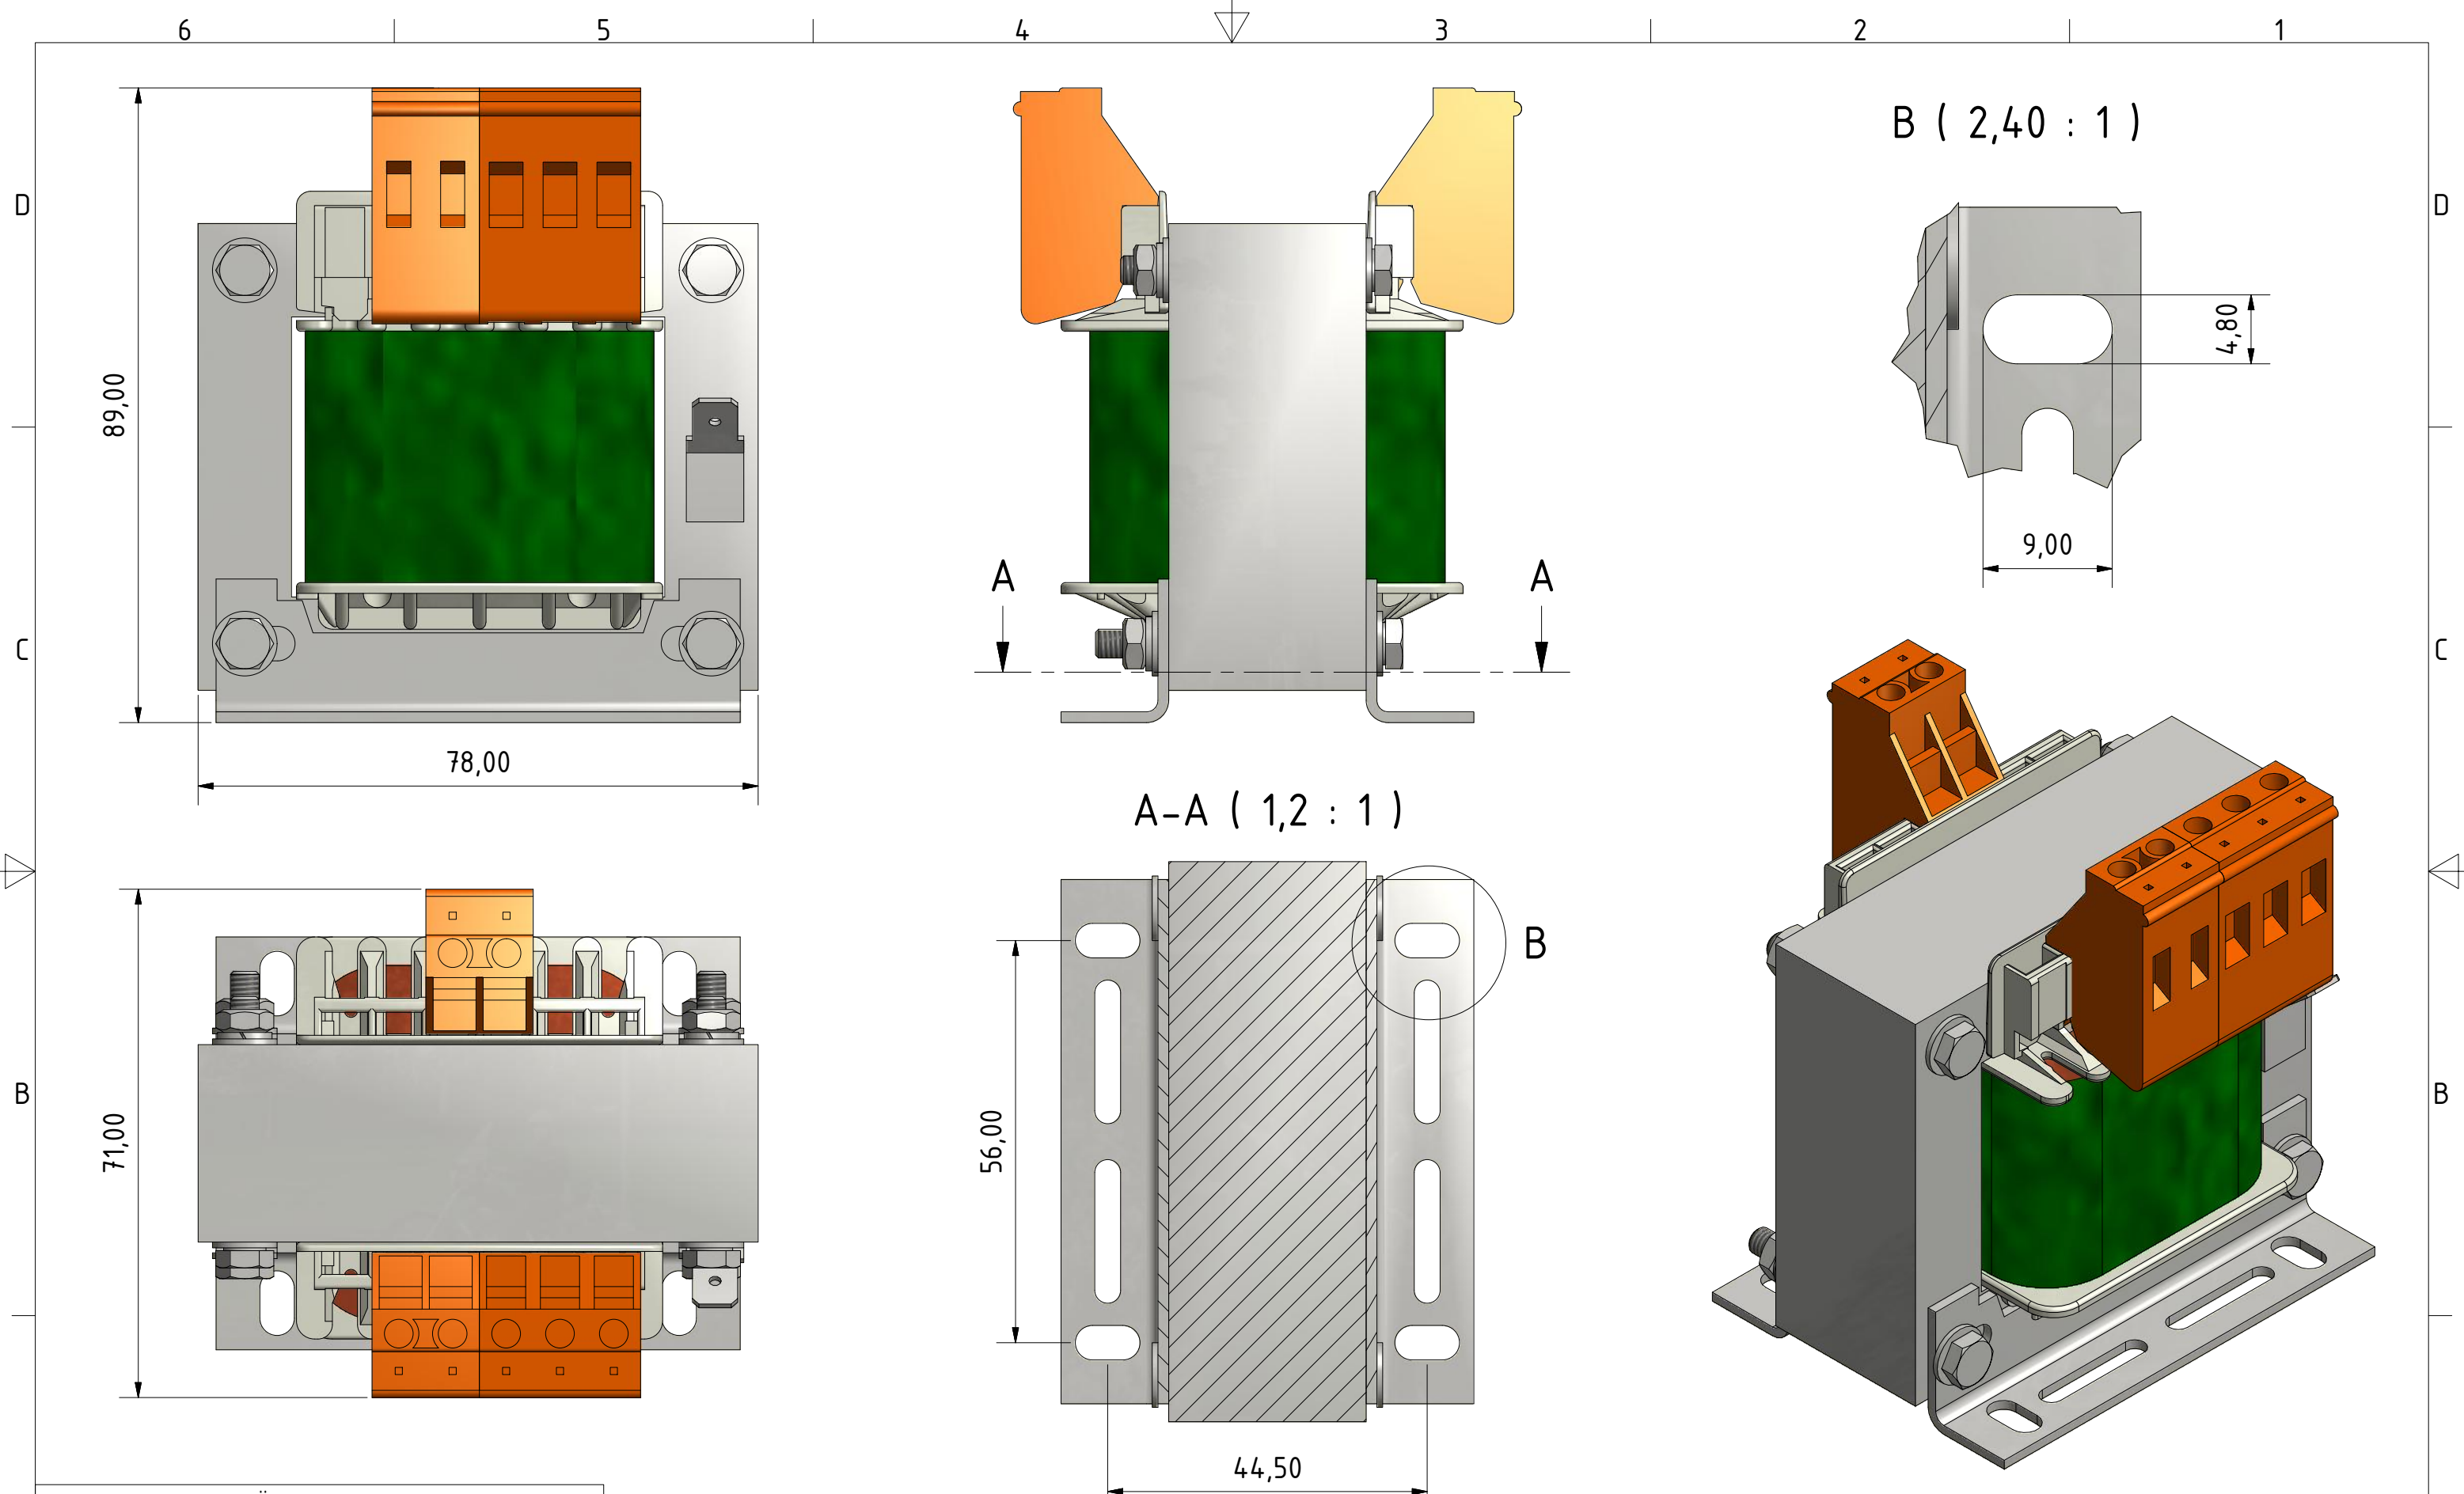 6 5 4 3 2 1
B ( 2,40 : 1 )
D D
4,80
89,00
9,00
A A
C C
78,00
A-A ( 1,2 : 1 )
B
71,00
56,00
B B
44,50